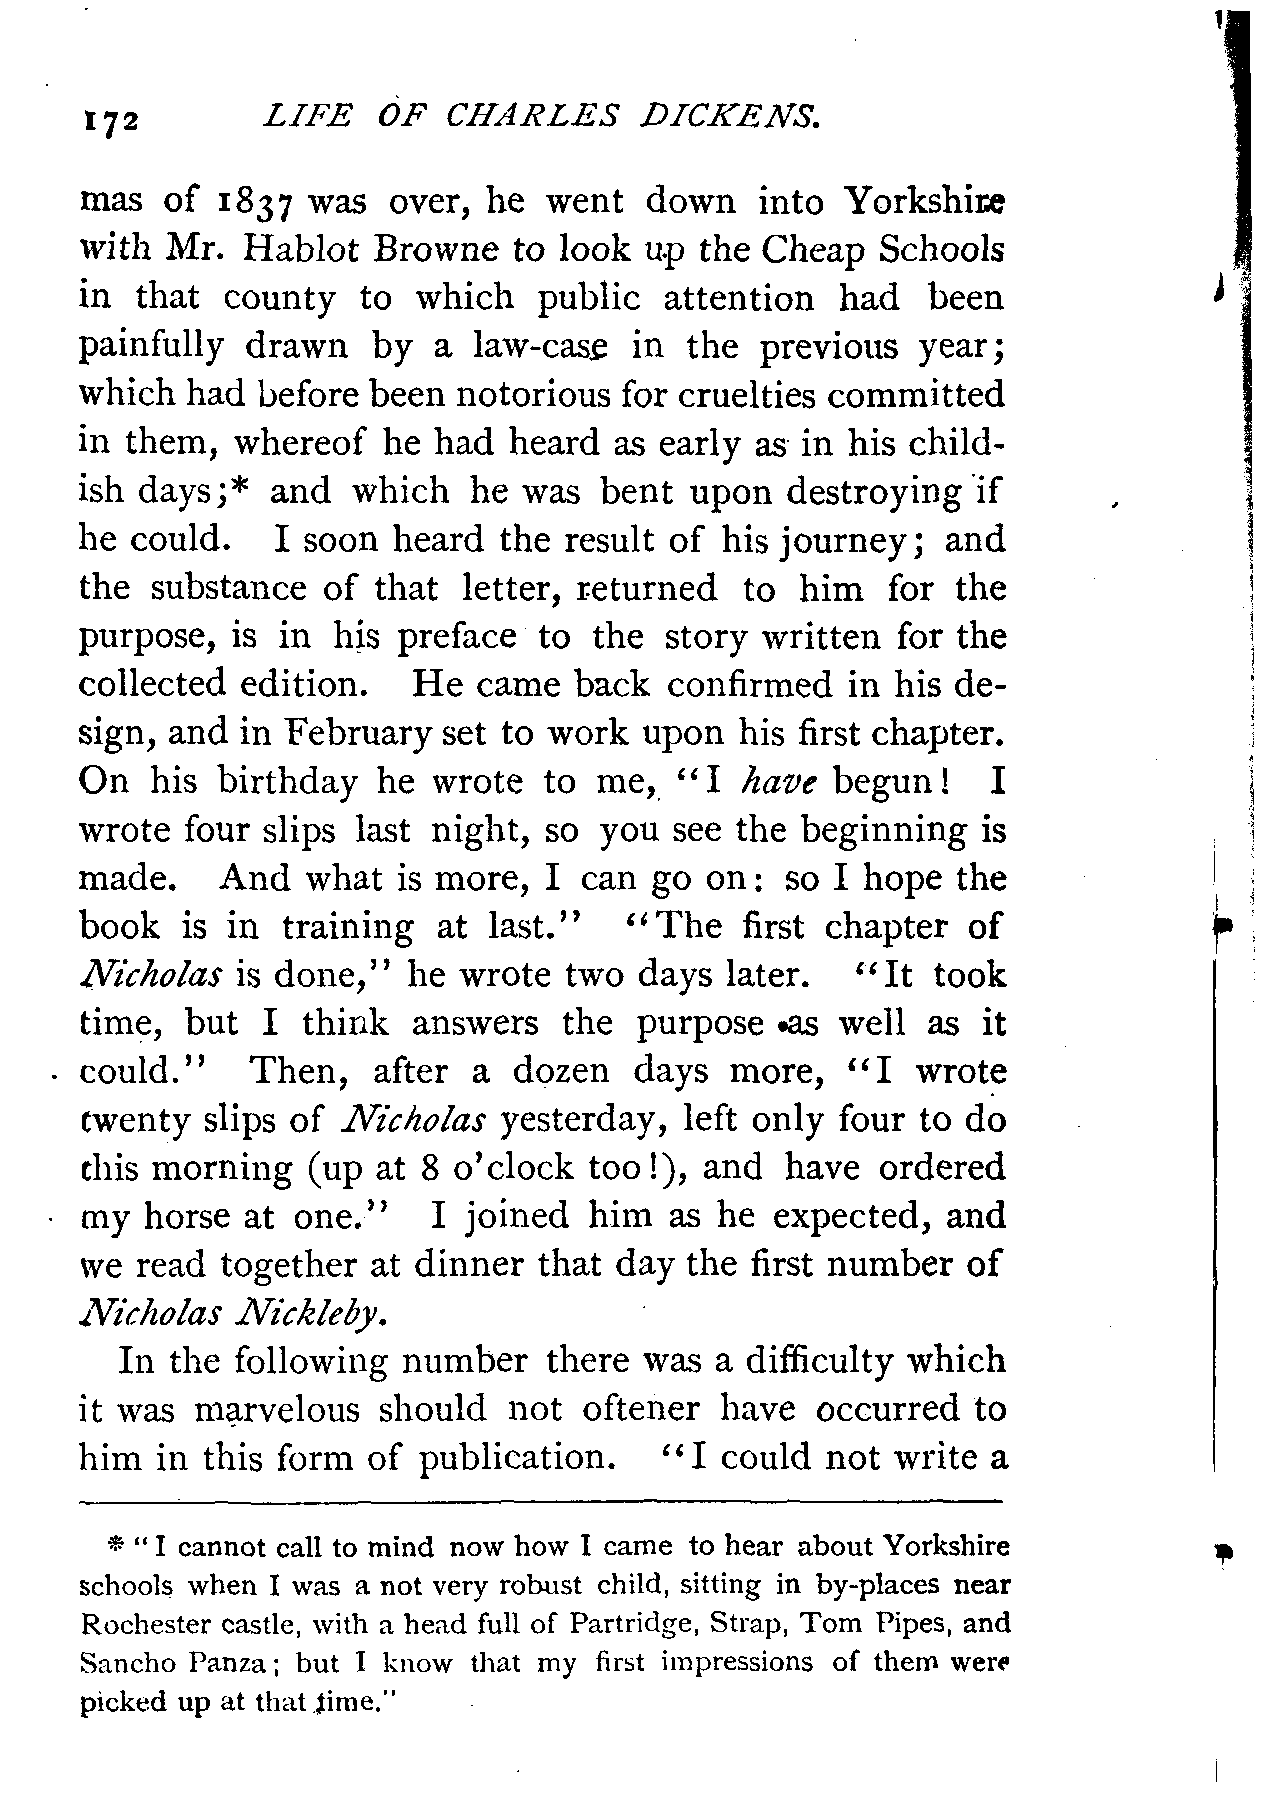 172 LIFE OF CHARLES DICKENS.
mas of 1837 was over, he went down into Yorkshire
with Mr. Hablot Browne to look up the Cheap Schools
in that county to which public attention had been
painfully drawn by a law-case in the previous year;
which had before been notorious for cruelties committed
in them, whereof he had heard as early as in his child-
ish days;* and which he was bent upon destroying if
he could. I soon heard the result of his journey; and
the substance of that letter, returned to him for the
purpose, is in his preface to the story written for the
collected edition. He came back confirmed in his de-
sign, and in February set to work upon his first chapter.
On his birthday he wrote to me, “I have begun! I
wrote four slips last night, so you see the beginning is
made. And what is more, I can go on: so I hope the
book is in training at last.” “The first chapter of
Nicholas is done,” he wrote two days later. “It took
time, but I think answers the purpose as well as it
could.” Then, after a dozen days more, “I wrote
twenty slips of Nicholas yesterday, left only four to do
this morning (up at 8 o’clock too!), and have ordered
my horse at one.” I joined him as he expected, and
we read together at dinner that day the first number of
Nicholas Nickleby.
In the following number there was a difficulty which
it was marvelous should not oftener have occurred to
him in this form of publication. “I could not write a
* “I cannot call to mind now how I came to hear about Yorkshire
schools when I was a not very robust child, sitting in by-places near
Rochester castle, with a head full of Partridge, Strap, Tom Pipes, and
Sancho Panza; but I know that my first impressions of them were
picked up at that time.”